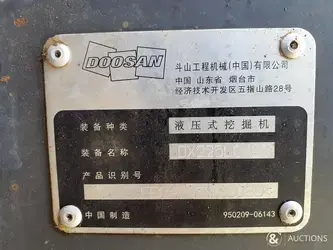 DOOSAN
斗山工程机械(中国)有限公司
中国 山东省 烟台市
经济技术开发区五指山路28号
装备种类
液压式挖掘机
装备名称
DX225LC
产品识别号
中国制造
950209-06143
AUCTIONS